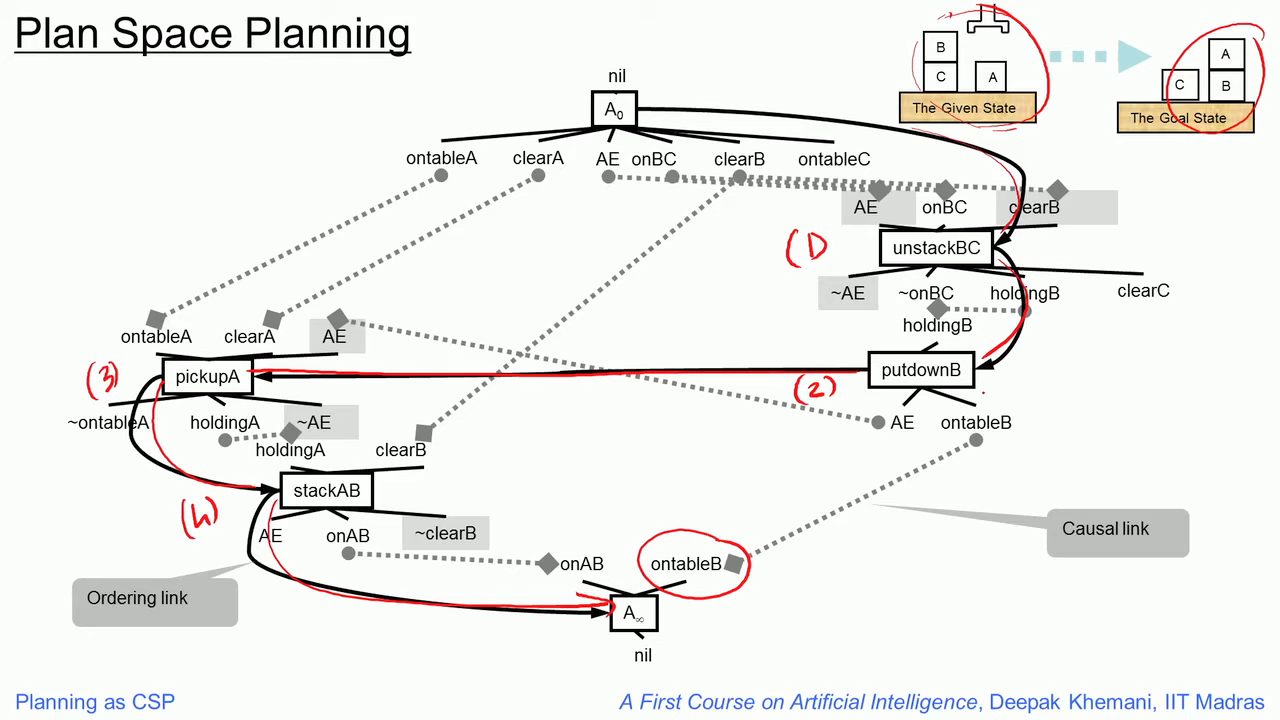 Plan Space Planning
B
C
A
The Given State
A
C
B
The Goal State
nil
A₀
ontableA
clearA
AE
onBC
clearB
ontableC
AE
onBC
clearB
(1)
unstackBC
~AE
~onBC
holdingB
clearC
holdingB
ontableA
clearA
AE
(3)
pickupA
putdownB
(2)
~ontableA
holdingA
~AE
AE
ontableB
holdingA
clearB
stackAB
(4)
AE
onAB
~clearB
Causal link
onAB
ontableB
Ordering link
A∞
nil
Planning as CSP
A First Course on Artificial Intelligence, Deepak Khemani, IIT Madras